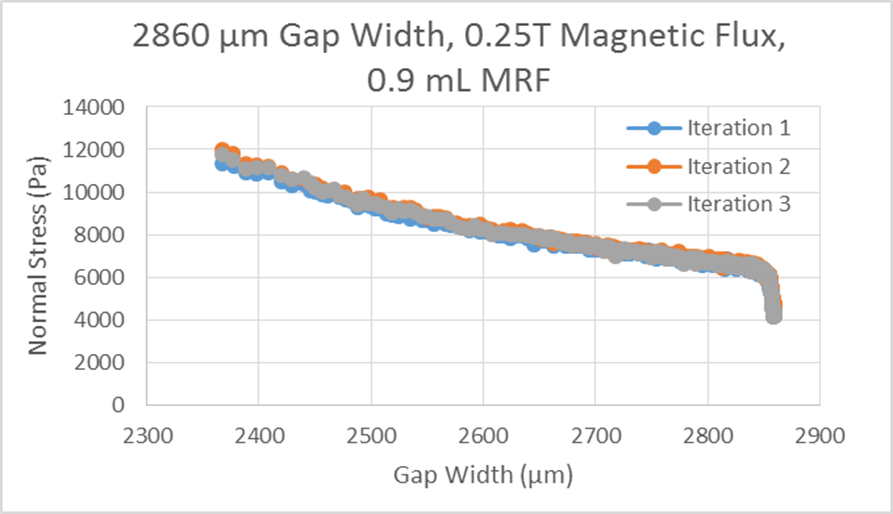 2860 µm Gap Width, 0.25T Magnetic Flux,
0.9 mL MRF
Normal Stress (Pa)
14000
12000
10000
8000
6000
4000
2000
0
Iteration 1
Iteration 2
Iteration 3
2300 2400 2500 2600 2700 2800 2900
Gap Width (µm)